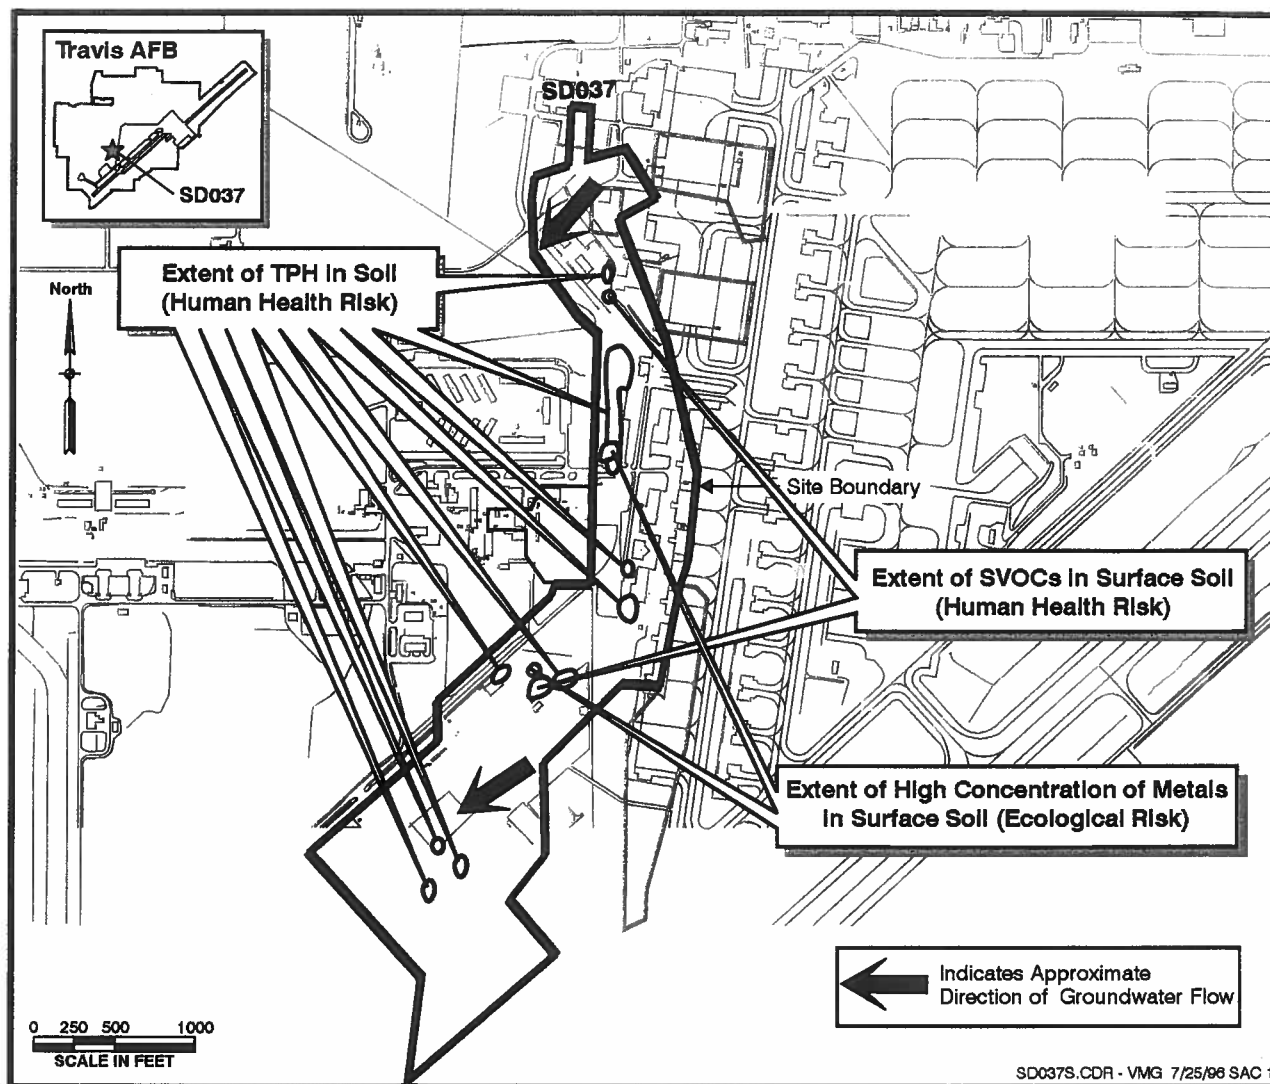 Travis AFB
SD037
SD037
Extent of TPH in Soil
(Human Health Risk)
North
Site Boundary
Extent of SVOCs in Surface Soil
(Human Health Risk)
Extent of High Concentration of Metals
in Surface Soil (Ecological Risk)
Indicates Approximate
Direction of Groundwater Flow
0 250 500 1000
SCALE IN FEET
SD037S.CDR - VMG 7/25/96 SAC 1